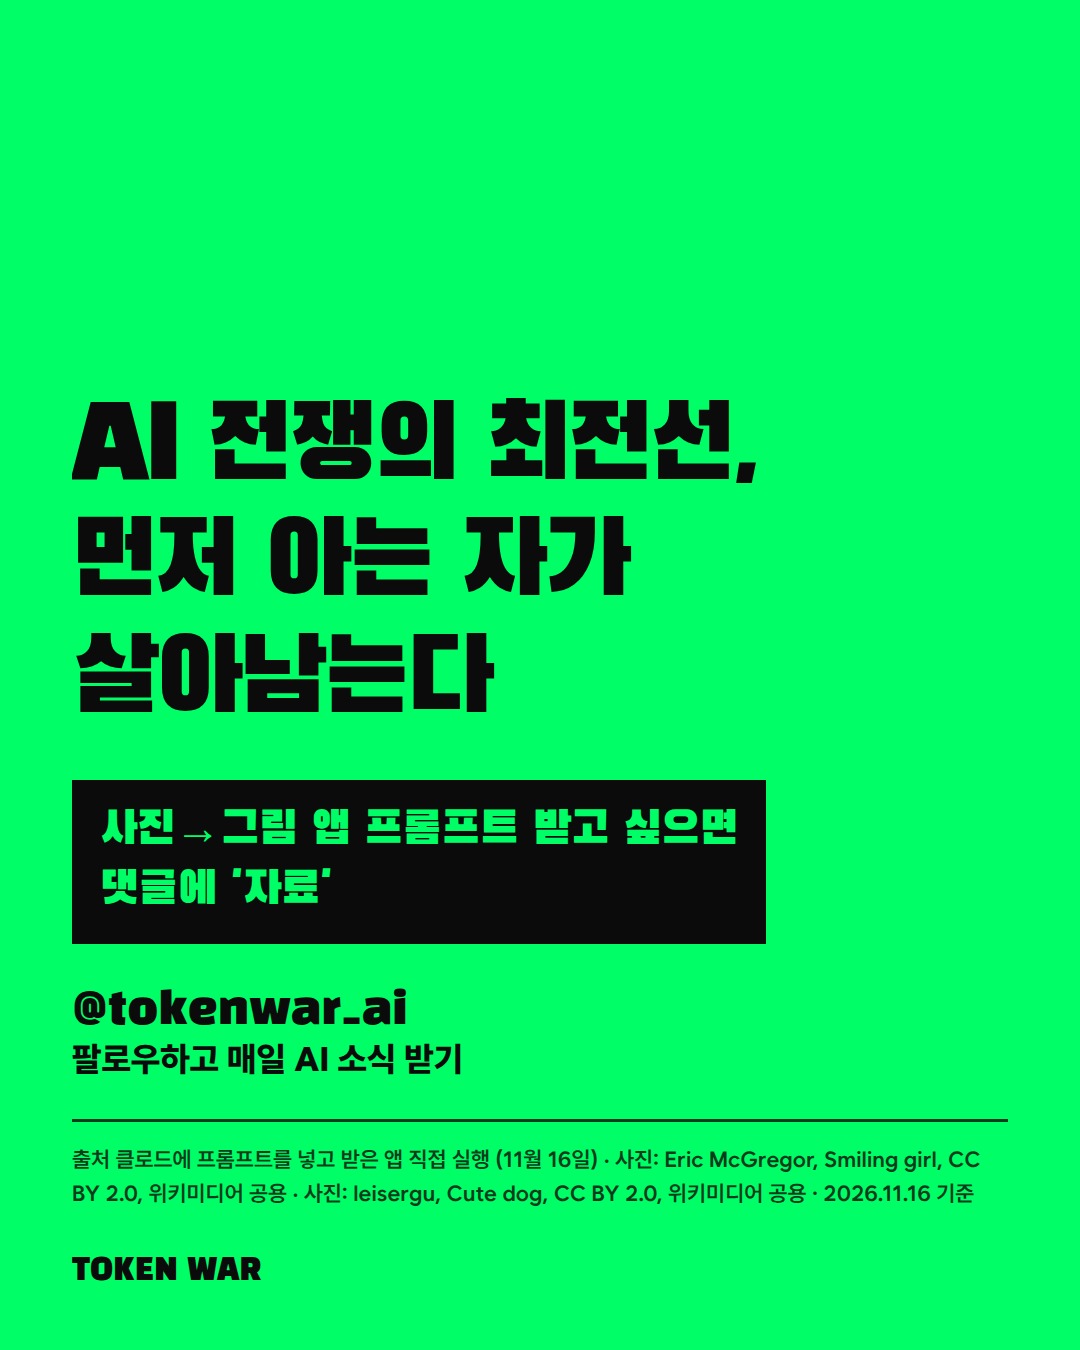 AI 전쟁의 최전선,
먼저 아는 자가
살아남는다
사진→그림 앱 프롬프트 받고 싶으면
댓글에 '자료'
@tokenwar_ai
팔로우하고 매일 AI 소식 받기
출처 클로드에 프롬프트를 넣고 받은 앱 직접 실행 (11월 16일) · 사진: Eric McGregor, Smiling girl, CC
BY 2.0, 위키미디어 공용 · 사진: leisergu, Cute dog, CC BY 2.0, 위키미디어 공용 · 2026.11.16 기준
TOKEN WAR